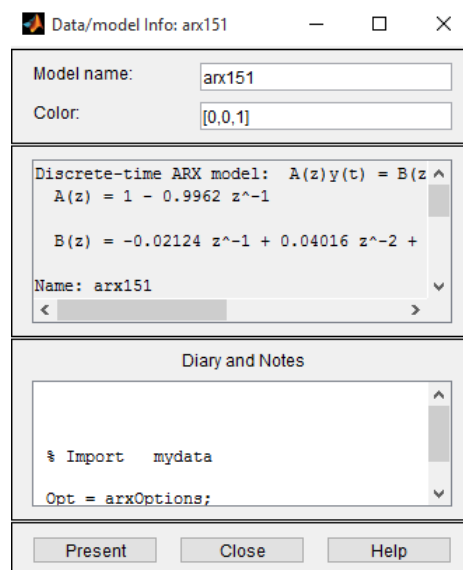 Data/model Info: arx151
Model name:
arx151
Color:
[0,0,1]
Discrete-time ARX model:  A(z)y(t) = B(z
A(z) = 1 - 0.9962 z^-1
B(z) = -0.02124 z^-1 + 0.04016 z^-2 +
Name: arx151
Diary and Notes
% Import   mydata
Opt = arxOptions;
Present
Close
Help